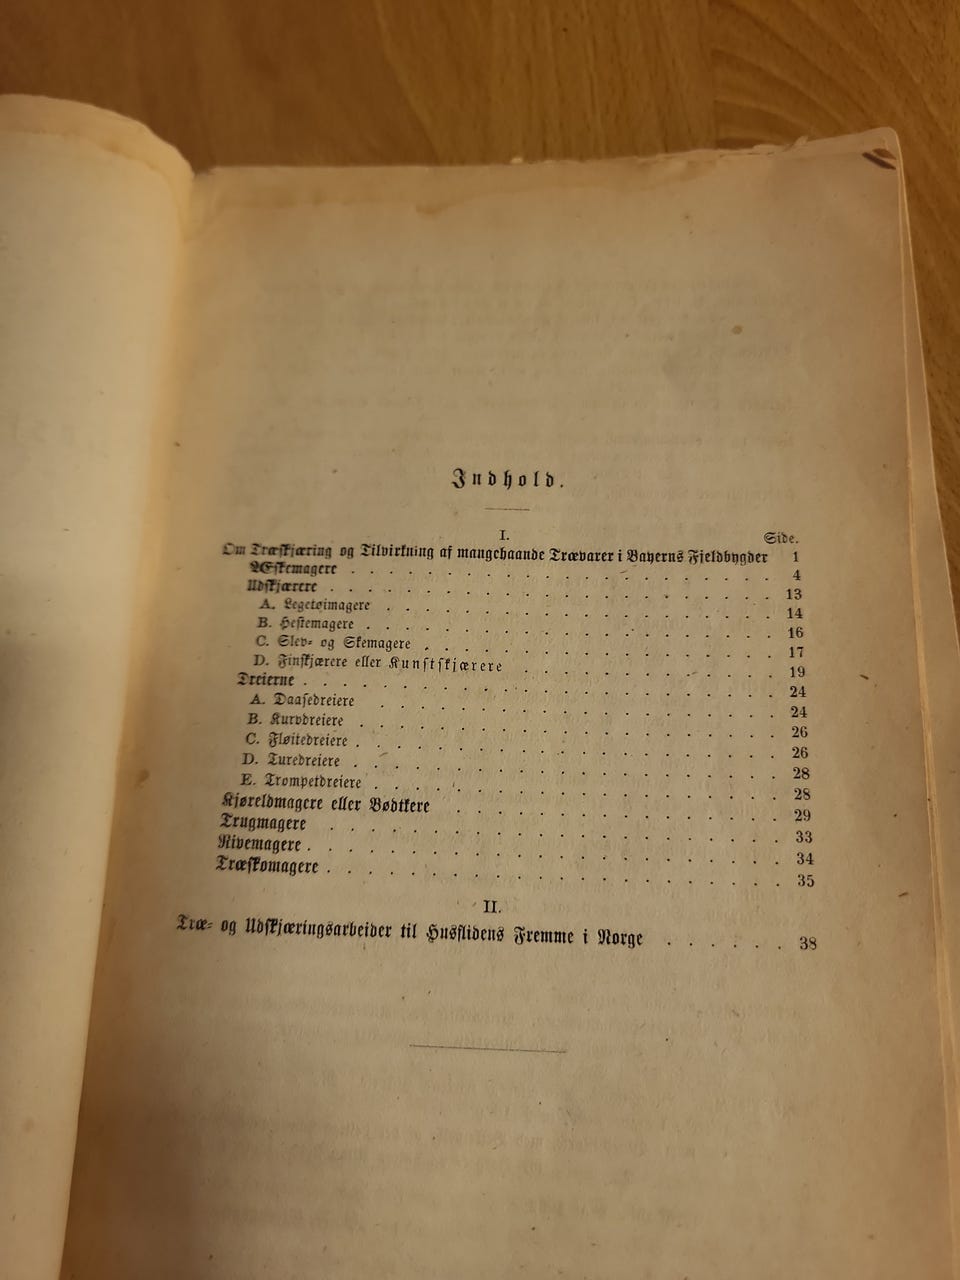 Indhold.
I.
Side.
Om Træskjæring og Tilvirkning af mangehaande Trævarer i Bayerns Fjeldbygder 1
Æskemagere . . . . . . . . . . . . . . . . . . 4
Udskjærere . . . . . . . . . . . . . . . . . . 13
A. Legetøimagere . . . . . . . . . . . . . . . . 14
B. Hestemagere . . . . . . . . . . . . . . . . . 16
C. Slev- og Skemagere . . . . . . . . . . . . . . 17
D. Finskjærere eller Kunstskjærere . . . . . . . . . . 19
Dreierne . . . . . . . . . . . . . . . . . . . 24
A. Daasedreiere . . . . . . . . . . . . . . . . 24
B. Kurvdreiere . . . . . . . . . . . . . . . . . 26
C. Fløitedreiere . . . . . . . . . . . . . . . . . 26
D. Luredreiere . . . . . . . . . . . . . . . . . 28
E. Trompetdreiere . . . . . . . . . . . . . . . . 28
Kjøreldmagere eller Bødtkere . . . . . . . . . . . . 29
Trugmagere . . . . . . . . . . . . . . . . . . 33
Rivemagere . . . . . . . . . . . . . . . . . . 34
Træskomagere . . . . . . . . . . . . . . . . . 35
II.
Træ- og Udskjæringsarbeider til Husflidens Fremme i Norge . . . . . . 38